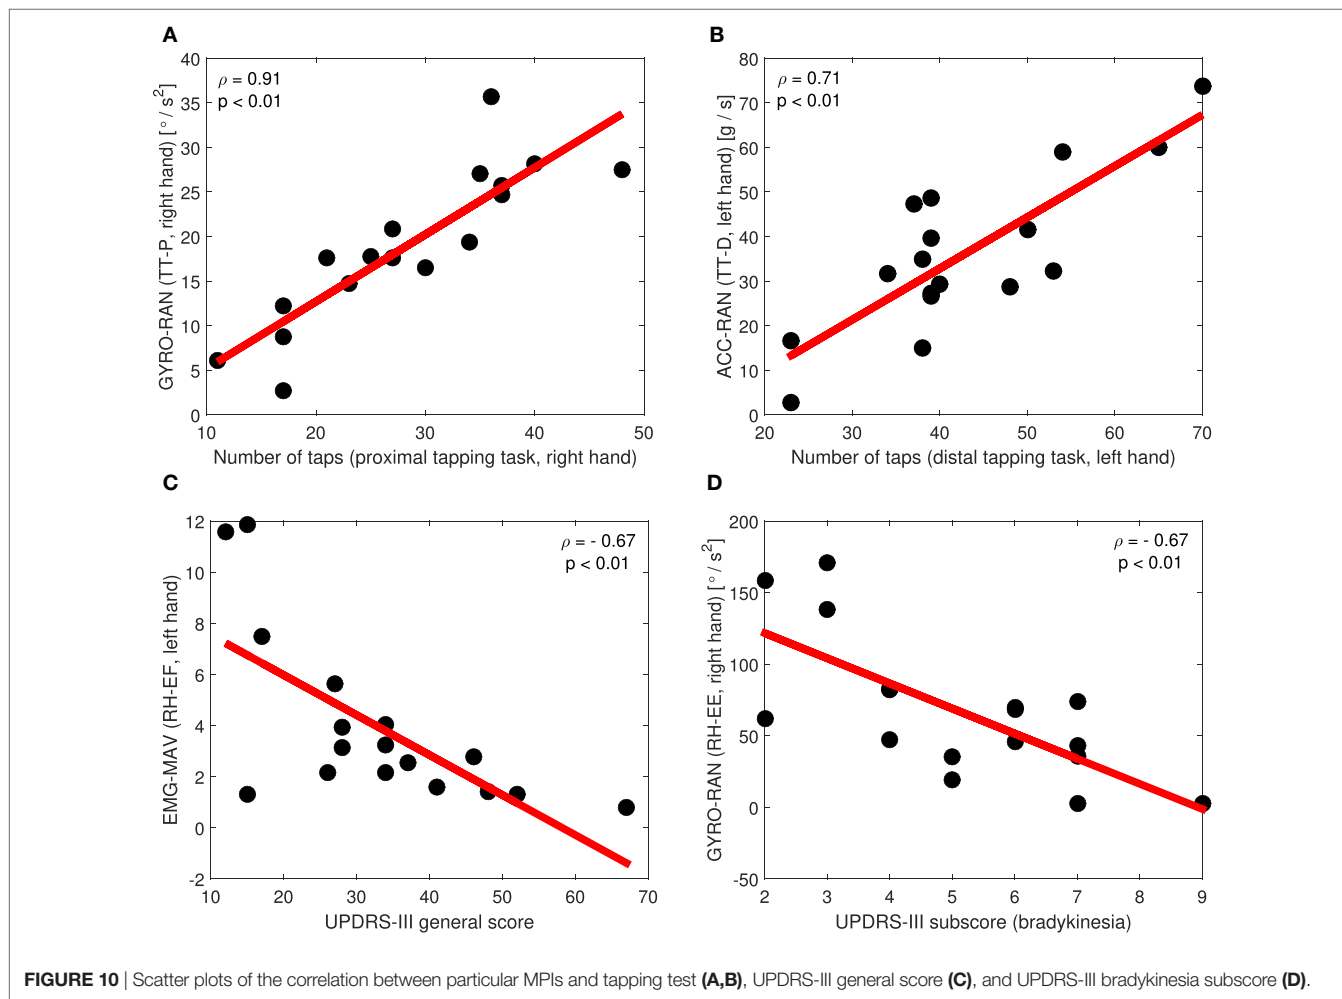 A
40
35
30
25
20
15
10
5
0
ρ = 0.91
p < 0.01
GYRO-RAN (TT-P, right hand) [° / s²]
10 20 30 40 50
Number of taps (proximal tapping task, right hand)
B
80
70
60
50
40
30
20
10
0
ρ = 0.71
p < 0.01
ACC-RAN (TT-D, left hand) [g / s]
20 30 40 50 60 70
Number of taps (distal tapping task, left hand)
C
12
10
8
6
4
2
0
-2
ρ = - 0.67
p < 0.01
EMG-MAV (RH-EF, left hand)
10 20 30 40 50 60 70
UPDRS-III general score
D
200
150
100
50
0
-50
ρ = - 0.67
p < 0.01
GYRO-RAN (RH-EE, right hand) [° / s²]
2 3 4 5 6 7 8 9
UPDRS-III subscore (bradykinesia)
FIGURE 10 | Scatter plots of the correlation between particular MPIs and tapping test (A,B), UPDRS-III general score (C), and UPDRS-III bradykinesia subscore (D).